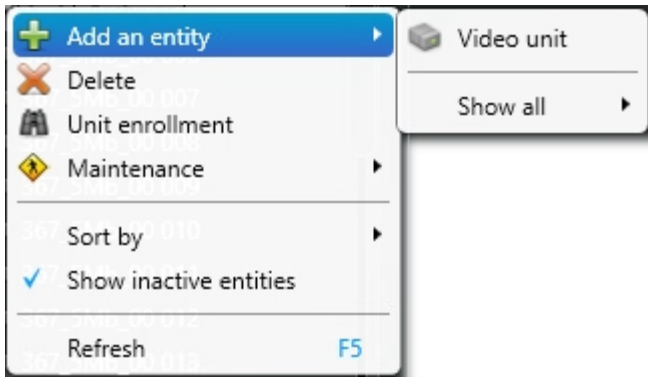 Add an entity
Delete
Unit enrollment
Maintenance
Sort by
Show inactive entities
Refresh F5
Video unit
Show all